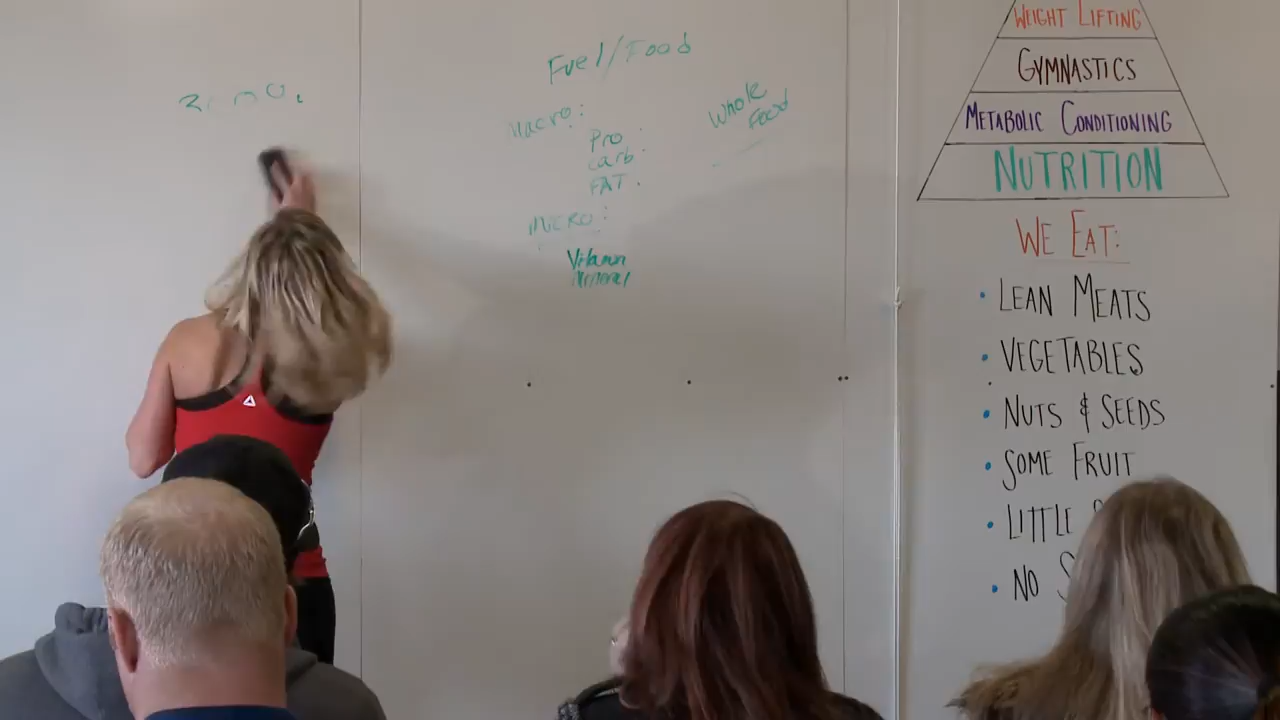 Fuel/Food
Macro:
Pro
carb
FAT
MICRO:
Vitamin
Mineral
Whole
Food
WEIGHT LIFTING
GYMNASTICS
METABOLIC CONDITIONING
NUTRITION
WE EAT:
• LEAN MEATS
• VEGETABLES
• NUTS & SEEDS
• SOME FRUIT
• LITTLE
• NO